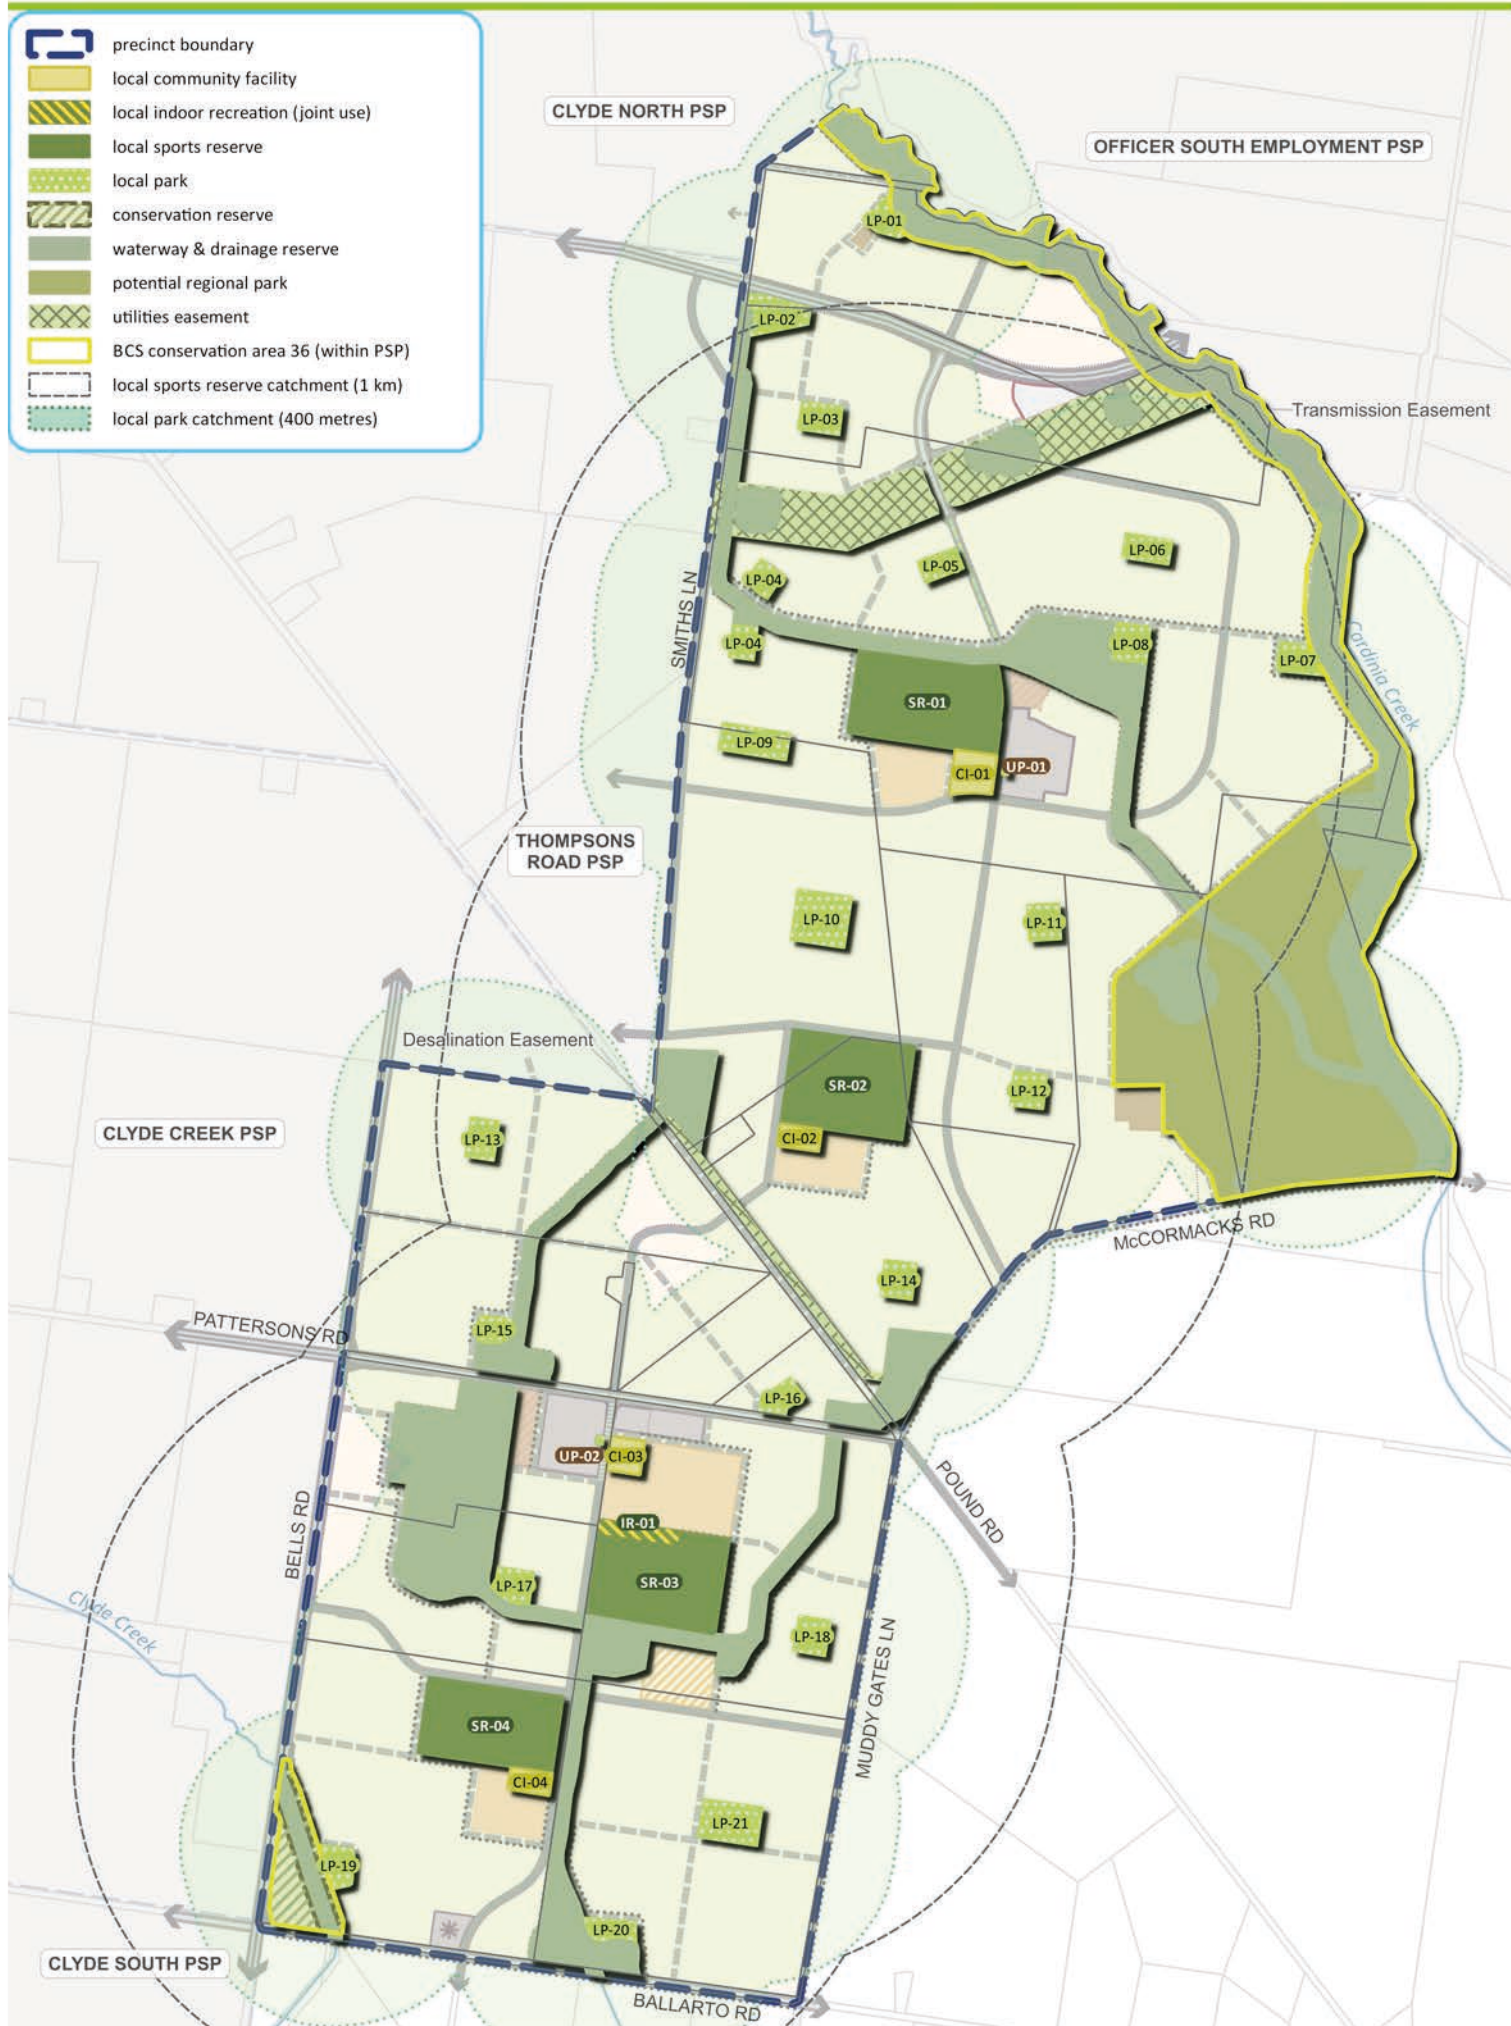 precinct boundary
local community facility
local indoor recreation (joint use)
local sports reserve
local park
conservation reserve
waterway & drainage reserve
potential regional park
utilities easement
BCS conservation area 36 (within PSP)
local sports reserve catchment (1 km)
local park catchment (400 metres)
CLYDE NORTH PSP
OFFICER SOUTH EMPLOYMENT PSP
LP-01
LP-02
LP-03
Transmission Easement
LP-04
LP-05
LP-06
SMITHS LN
LP-04
LP-08
LP-07
Cardinia Creek
SR-01
LP-09
CI-01
UP-01
THOMPSONS
ROAD PSP
LP-10
LP-11
Desalination Easement
SR-02
LP-12
CLYDE CREEK PSP
LP-13
CI-02
McCORMACKS RD
LP-14
PATTERSONS RD
LP-15
LP-16
UP-02
CI-03
POUND RD
BELLS RD
IR-01
SR-03
LP-17
Clyde Creek
LP-18
MUDDY GATES LN
SR-04
CI-04
LP-21
LP-19
LP-20
CLYDE SOUTH PSP
BALLARTO RD